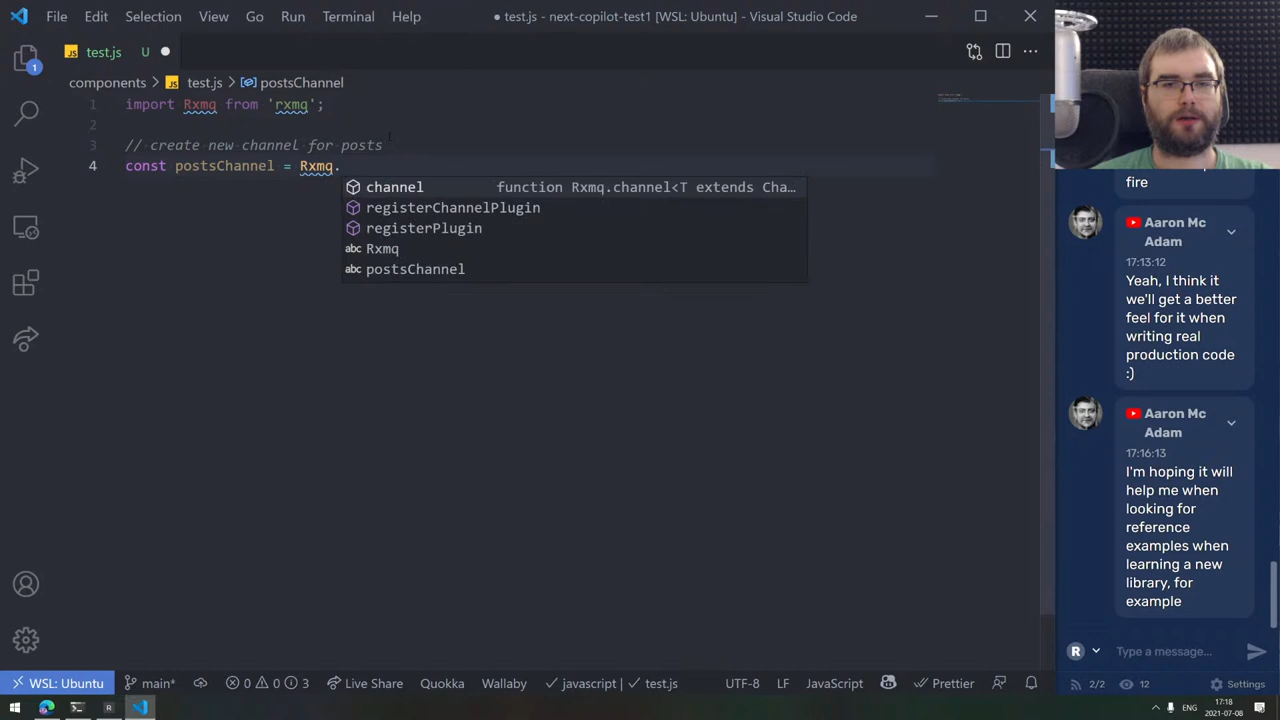 File Edit Selection View Go Run Terminal Help ● test.js - next-copilot-test1 [WSL: Ubuntu] - Visual Studio Code
JS test.js U
components > JS test.js > postsChannel
1 import Rxmq from 'rxmq';
2
3 // create new channel for posts
4 const postsChannel = Rxmq.
channel function Rxmq.channel<T extends Cha…
registerChannelPlugin
registerPlugin
abc Rxmq
abc postsChannel
1
fire
Aaron Mc
Adam
17:13:12
Yeah, I think it
we'll get a better
feel for it when
writing real
production code
:)
Aaron Mc
Adam
17:16:13
I'm hoping it will
help me when
looking for
reference
examples when
learning a new
library, for
example
R Type a message...
2/2 12 Settings
WSL: Ubuntu main* 0 0 3 Live Share Quokka Wallaby javascript | ✓ test.js UTF-8 LF JavaScript Prettier
R ENG 17:18
2021-07-08